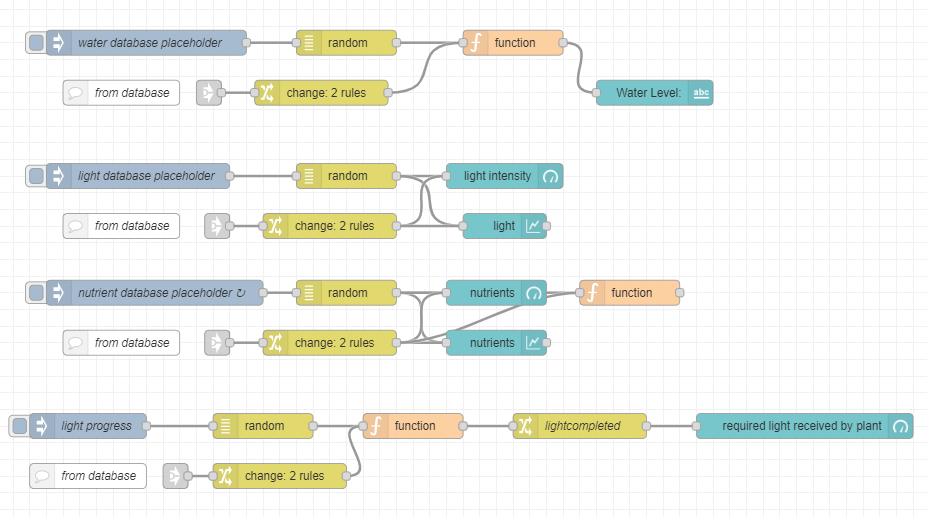 water database placeholder random function
from database change: 2 rules Water Level: abc
light database placeholder random light intensity
from database change: 2 rules light
nutrient database placeholder ↻ random nutrients function
from database change: 2 rules nutrients
light progress random function lightcompleted required light received by plant
from database change: 2 rules